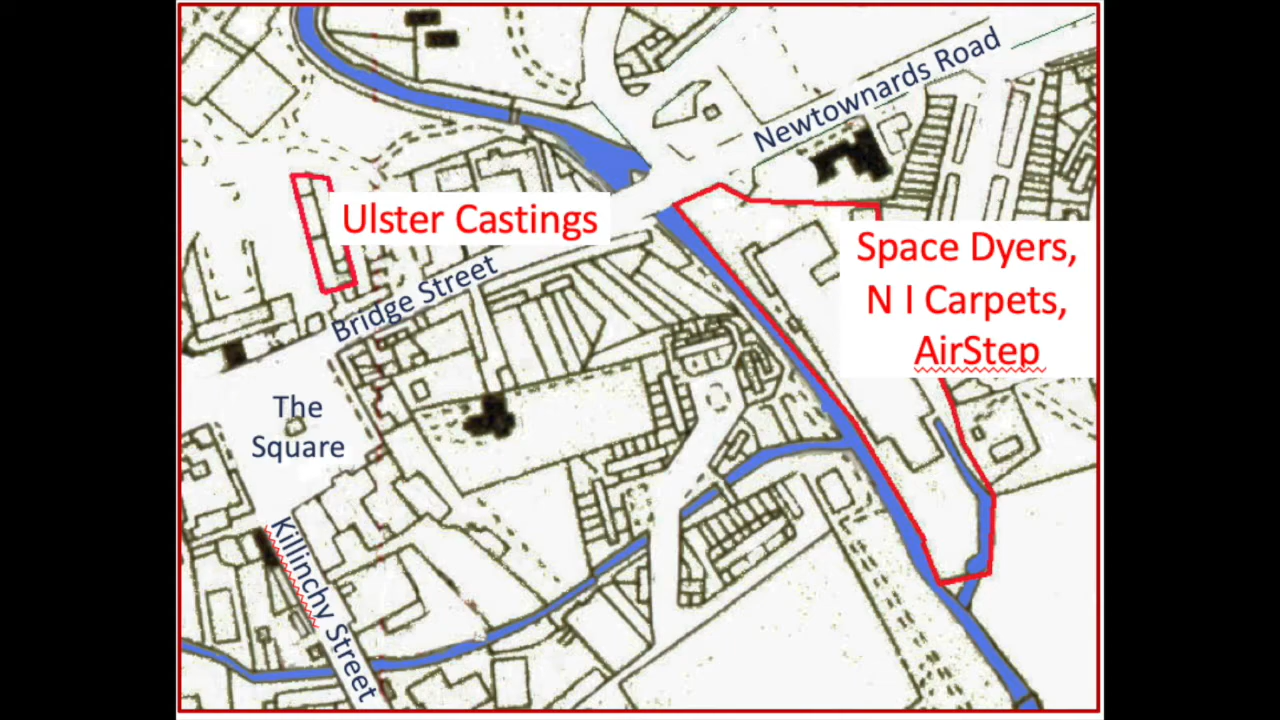 Newtownards Road
Ulster Castings
Space Dyers,
N I Carpets,
AirStep
Bridge Street
The
Square
Killinchy Street